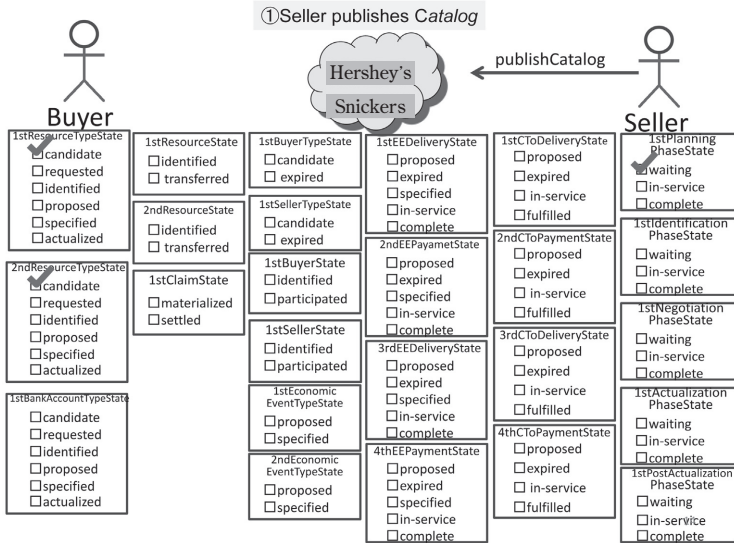 ①Seller publishes Catalog
Hershey's
Snickers
publishCatalog
Buyer
Seller
1stResourceTypeState
candidate
requested
identified
proposed
specified
actualized
2ndResourceTypeState
candidate
requested
identified
proposed
specified
actualized
1stBankAccountTypeState
candidate
requested
identified
proposed
specified
actualized
1stResourceState
identified
transferred
2ndResourceState
identified
transferred
1stClaimState
materialized
settled
1stBuyerTypeState
candidate
expired
1stSellerTypeState
candidate
expired
1stBuyerState
identified
participated
1stSellerState
identified
participated
1stEconomic
EventTypeState
proposed
specified
2ndEconomic
EventTypeState
proposed
specified
1stEEDeliveryState
proposed
expired
specified
in-service
complete
2ndEEPayametState
proposed
expired
specified
in-service
complete
3rdEEDeliveryState
proposed
expired
specified
in-service
complete
4thEEPaymentState
proposed
expired
specified
in-service
complete
1stCToDeliveryState
proposed
expired
in-service
fulfilled
2ndCToPaymentState
proposed
expired
in-service
fulfilled
3rdCToDeliveryState
proposed
expired
in-service
fulfilled
4thCToPaymentState
proposed
expired
in-service
fulfilled
1stPlanning
PhaseState
waiting
in-service
complete
1stIdentification
PhaseState
waiting
in-service
complete
1stNegotiation
PhaseState
waiting
in-service
complete
1stActualization
PhaseState
waiting
in-service
complete
1stPostActualization
PhaseState
waiting
in-service
complete